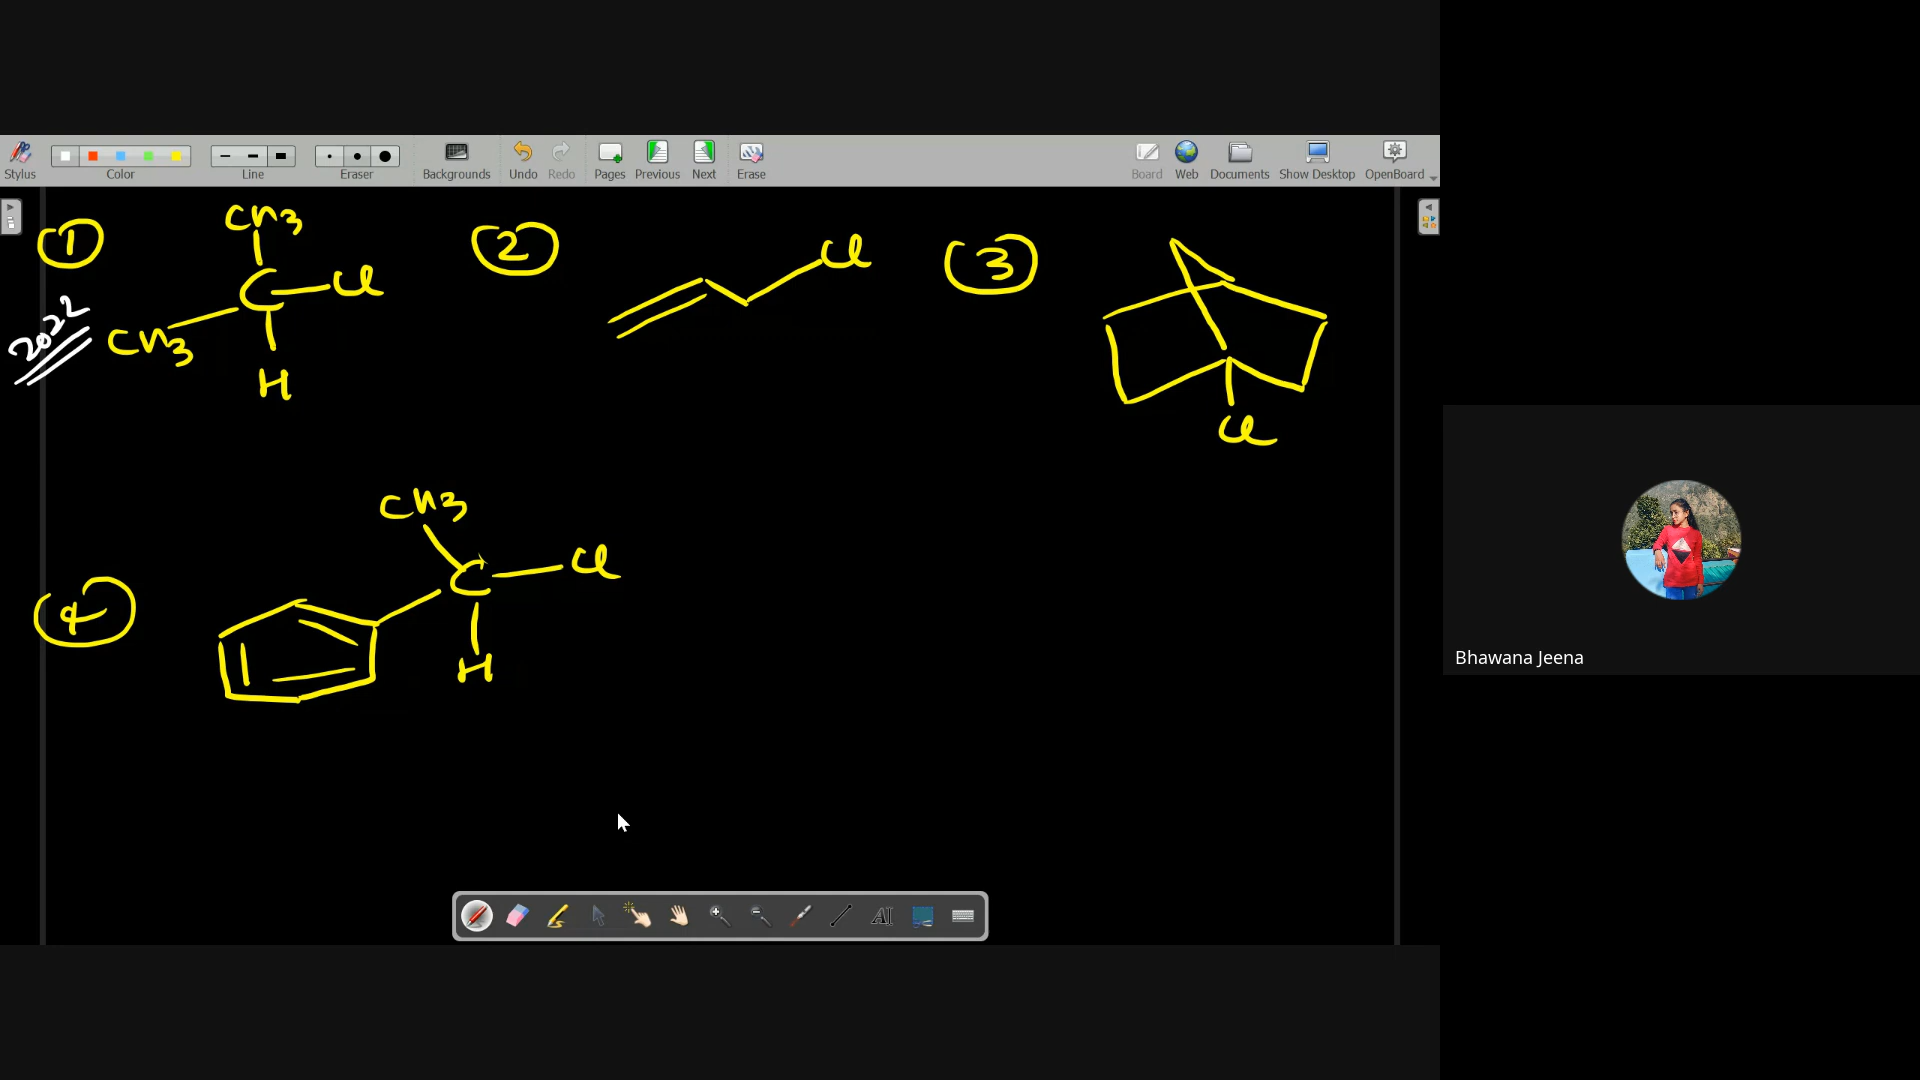 Stylus
Color
Line
Eraser
Backgrounds
Undo
Redo
Pages
Previous
Next
Erase
Board
Web
Documents
Show Desktop
OpenBoard
1
CH3
C
Cl
CH3
H
2022
2
Cl
3
Cl
4
CH3
C
Cl
H
Bhawana Jeena
AI